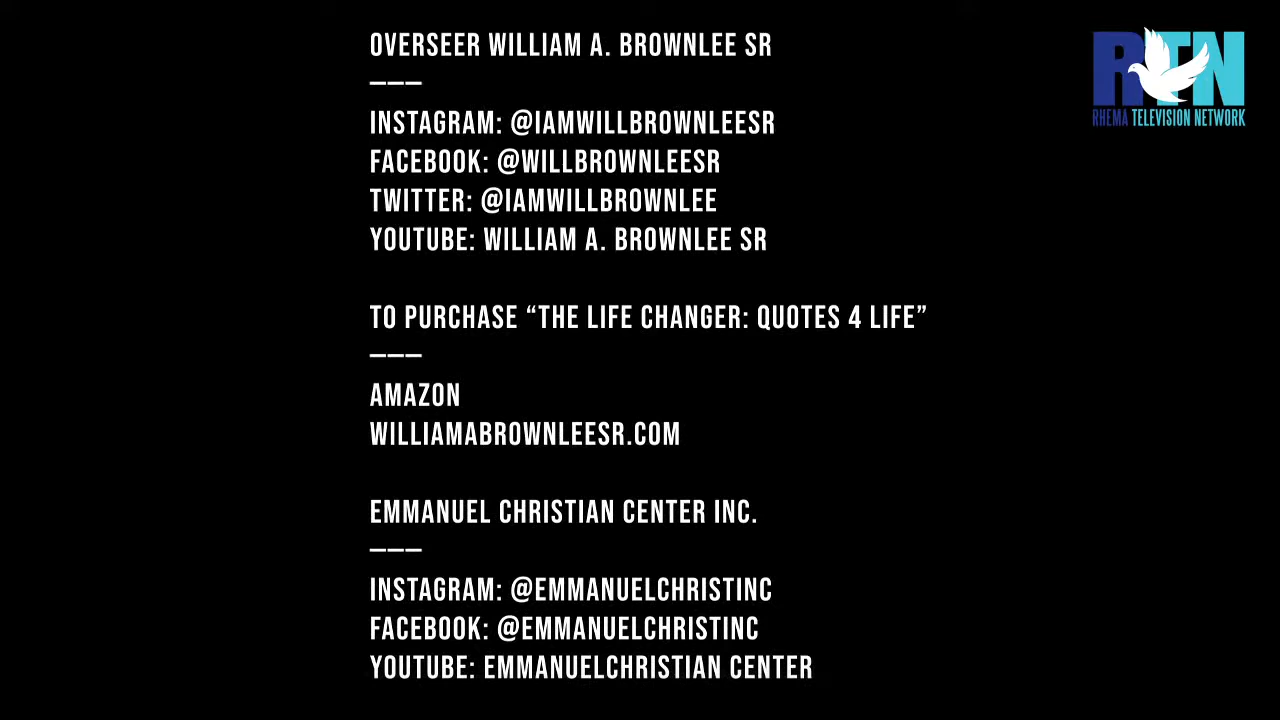 OVERSEER WILLIAM A. BROWNLEE SR
———
INSTAGRAM: @IAMWILLBROWNLEESR
FACEBOOK: @WILLBROWNLEESR
TWITTER: @IAMWILLBROWNLEE
YOUTUBE: WILLIAM A. BROWNLEE SR
TO PURCHASE “THE LIFE CHANGER: QUOTES 4 LIFE”
———
AMAZON
WILLIAMABROWNLEESR.COM
EMMANUEL CHRISTIAN CENTER INC.
———
INSTAGRAM: @EMMANUELCHRISTINC
FACEBOOK: @EMMANUELCHRISTINC
YOUTUBE: EMMANUELCHRISTIAN CENTER
RTN
RHEMA TELEVISION NETWORK